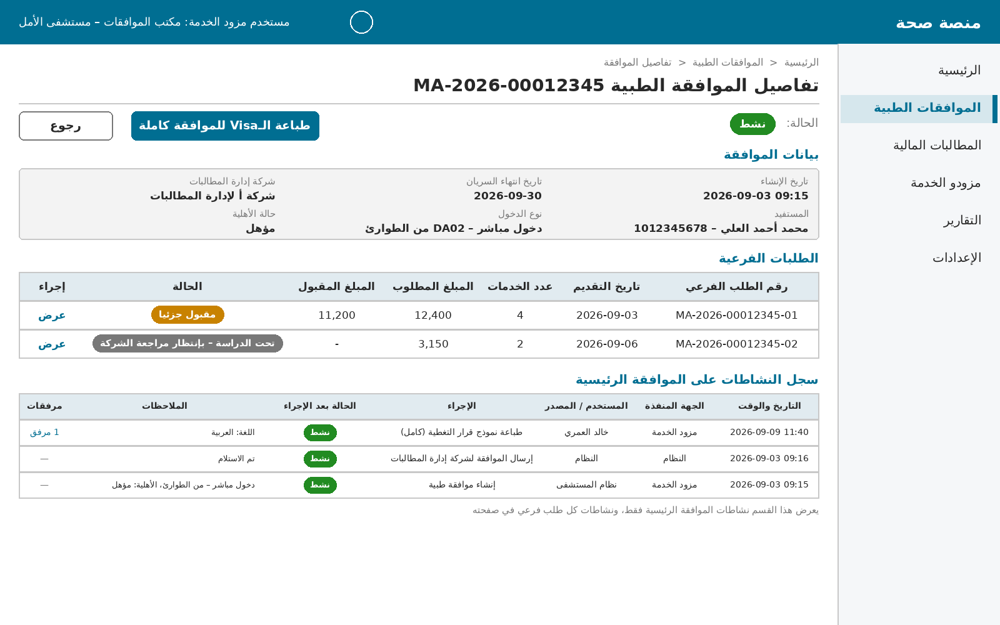 منصة صحة
مستخدم مزود الخدمة: مكتب الموافقات – مستشفى الأمل
الرئيسية
الموافقات الطبية
المطالبات المالية
مزودو الخدمة
التقارير
الإعدادات
الرئيسية > الموافقات الطبية > تفاصيل الموافقة
تفاصيل الموافقة الطبية MA-2026-00012345
الحالة: نشط
طباعة الـVisa للموافقة كاملة
رجوع
بيانات الموافقة
تاريخ الإنشاء تاريخ انتهاء السريان شركة إدارة المطالبات
2026-09-03 09:15 2026-09-30 شركة أ لإدارة المطالبات
المستفيد نوع الدخول حالة الأهلية
محمد أحمد العلي – 1012345678 دخول مباشر – DA02 من الطوارئ مؤهل
الطلبات الفرعية
رقم الطلب الفرعي تاريخ التقديم عدد الخدمات المبلغ المطلوب المبلغ المقبول الحالة إجراء
MA-2026-00012345-01 2026-09-03 4 12,400 11,200 مقبول جزئيا عرض
MA-2026-00012345-02 2026-09-06 2 3,150 - تحت الدراسة – بإنتظار مراجعة الشركة عرض
سجل النشاطات على الموافقة الرئيسية
التاريخ والوقت الجهة المنفذة المستخدم / المصدر الإجراء الحالة بعد الإجراء الملاحظات مرفقات
2026-09-09 11:40 مزود الخدمة خالد العمري طباعة نموذج قرار التغطية (كامل) نشط اللغة: العربية 1 مرفق
2026-09-03 09:16 النظام النظام إرسال الموافقة لشركة إدارة المطالبات نشط تم الاستلام —
2026-09-03 09:15 مزود الخدمة نظام المستشفى إنشاء موافقة طبية نشط دخول مباشر – من الطوارئ، الأهلية: مؤهل —
يعرض هذا القسم نشاطات الموافقة الرئيسية فقط، ونشاطات كل طلب فرعي في صفحته